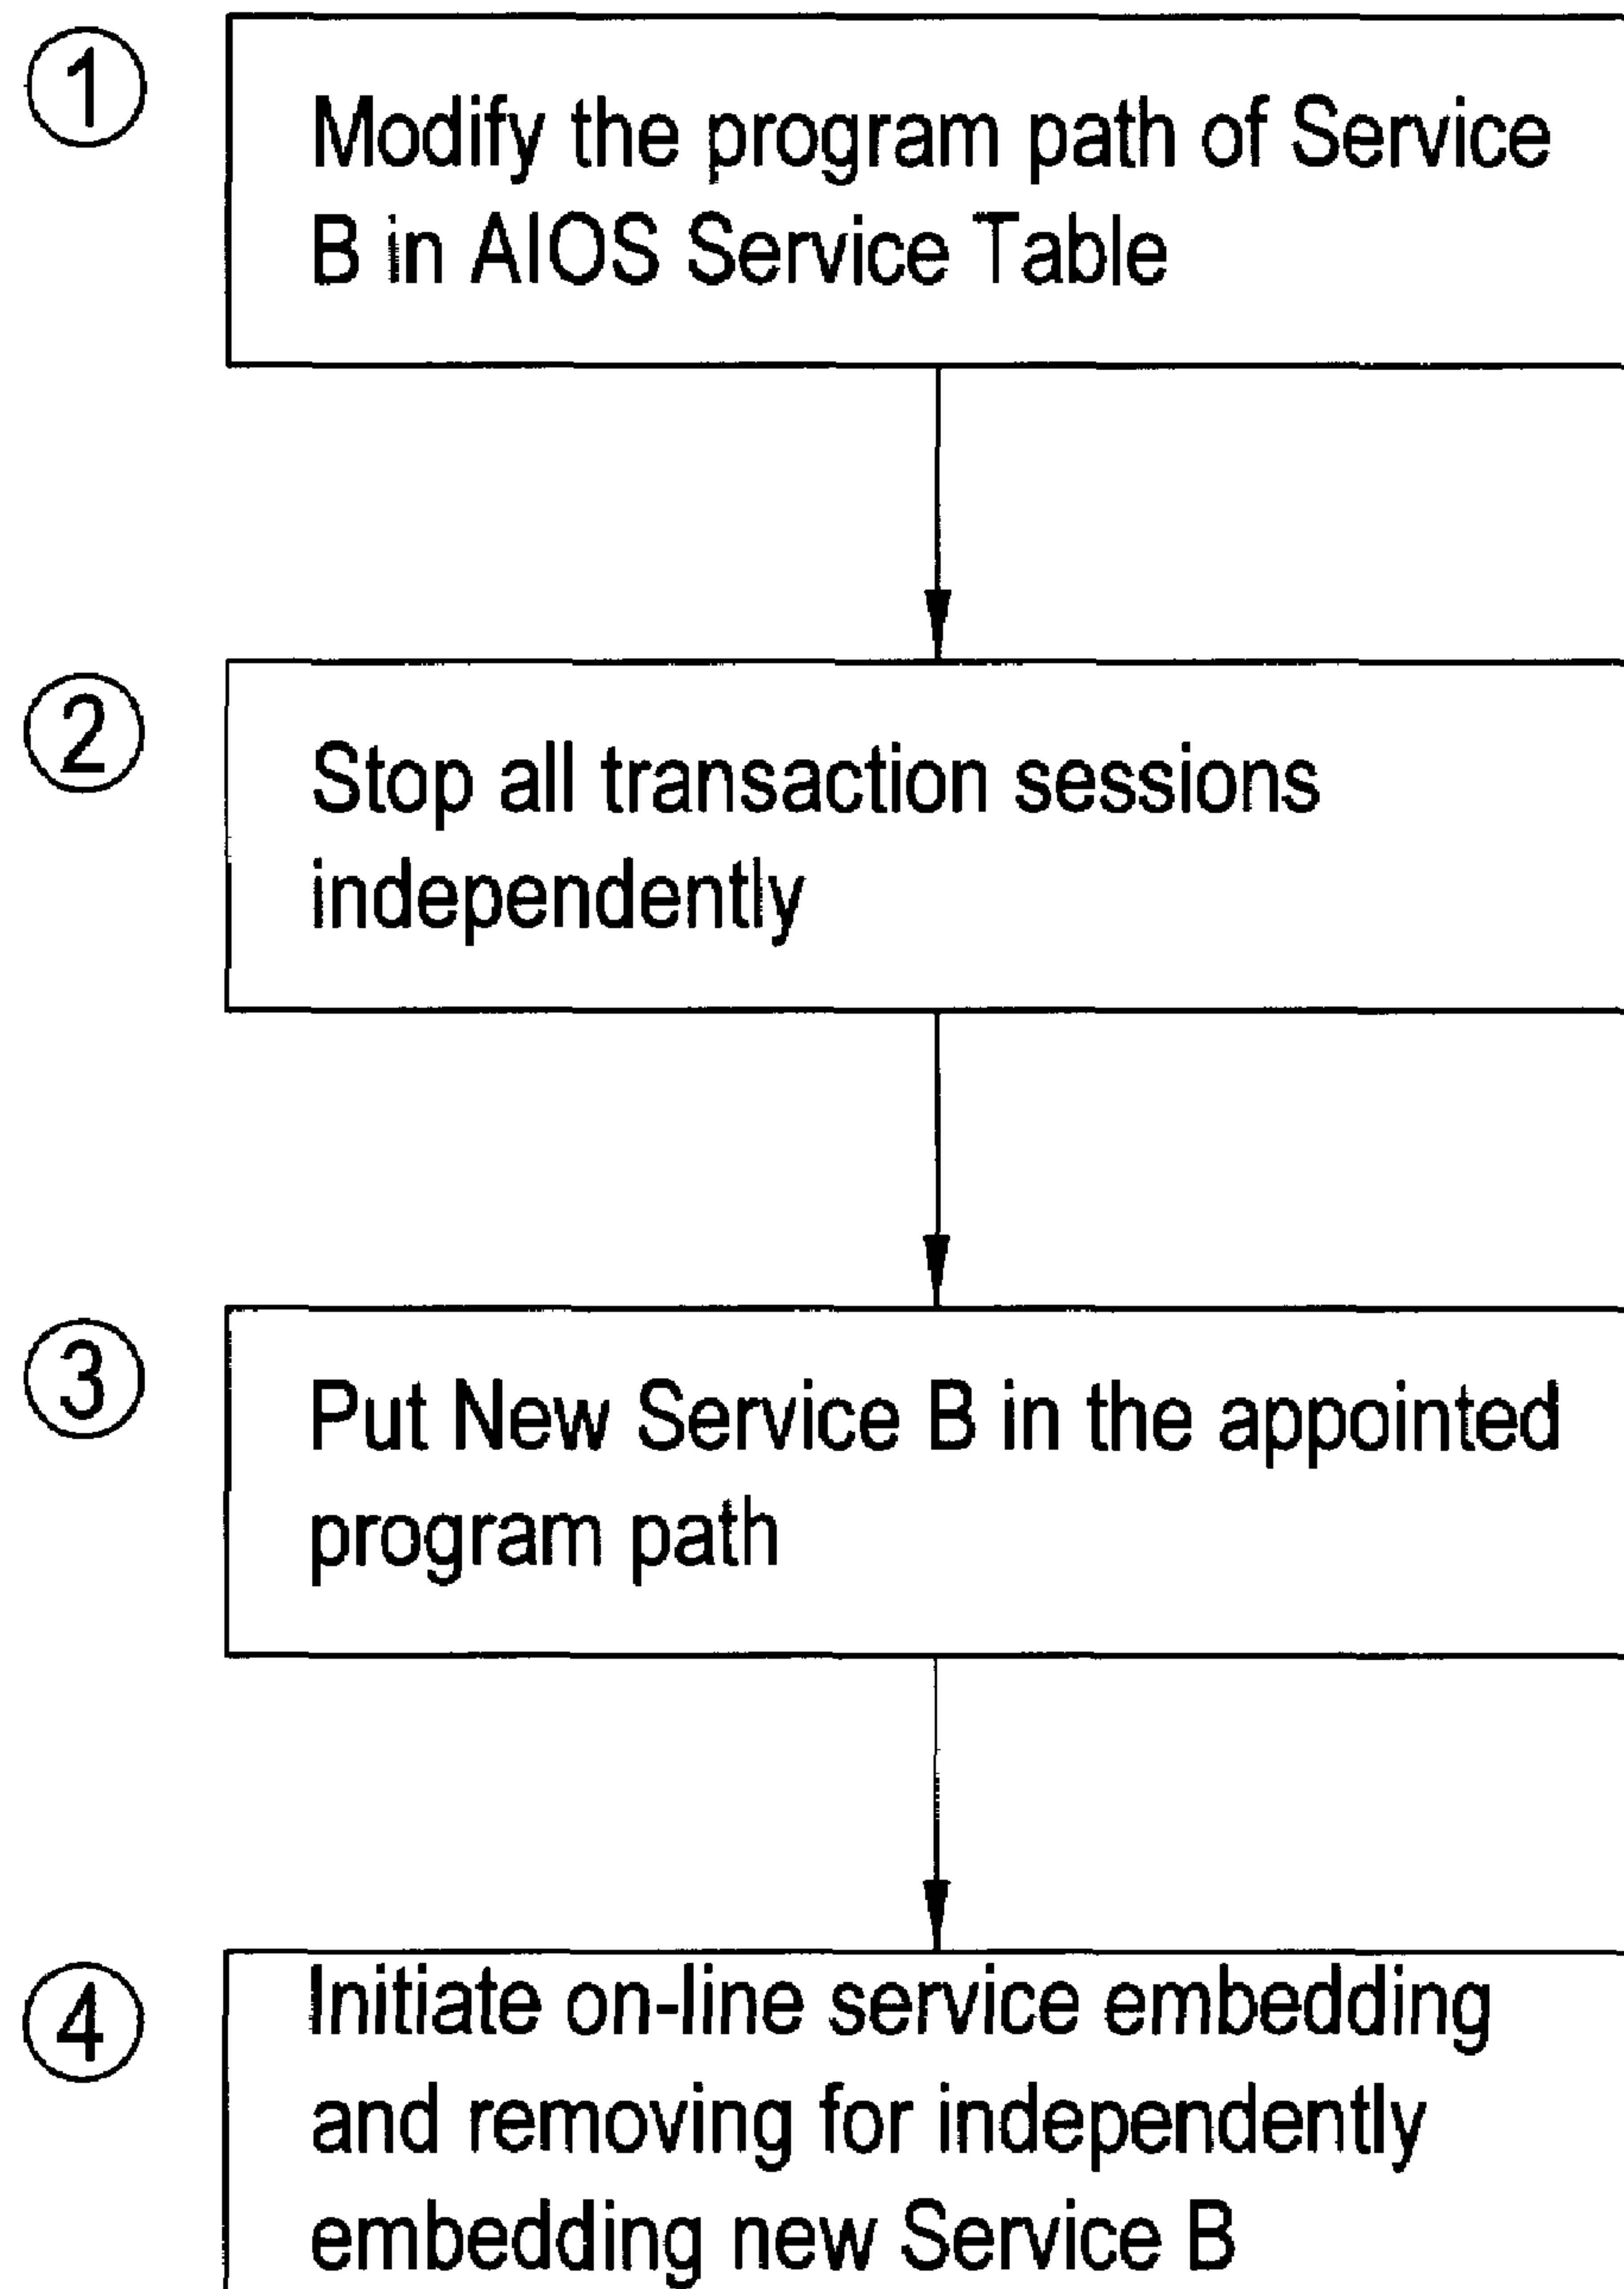 ①
Modify the program path of Service
B in AIOS Service Table
②
Stop all transaction sessions
independently
③
Put New Service B in the appointed
program path
④
Initiate on-line service embedding
and removing for independently
embedding new Service B